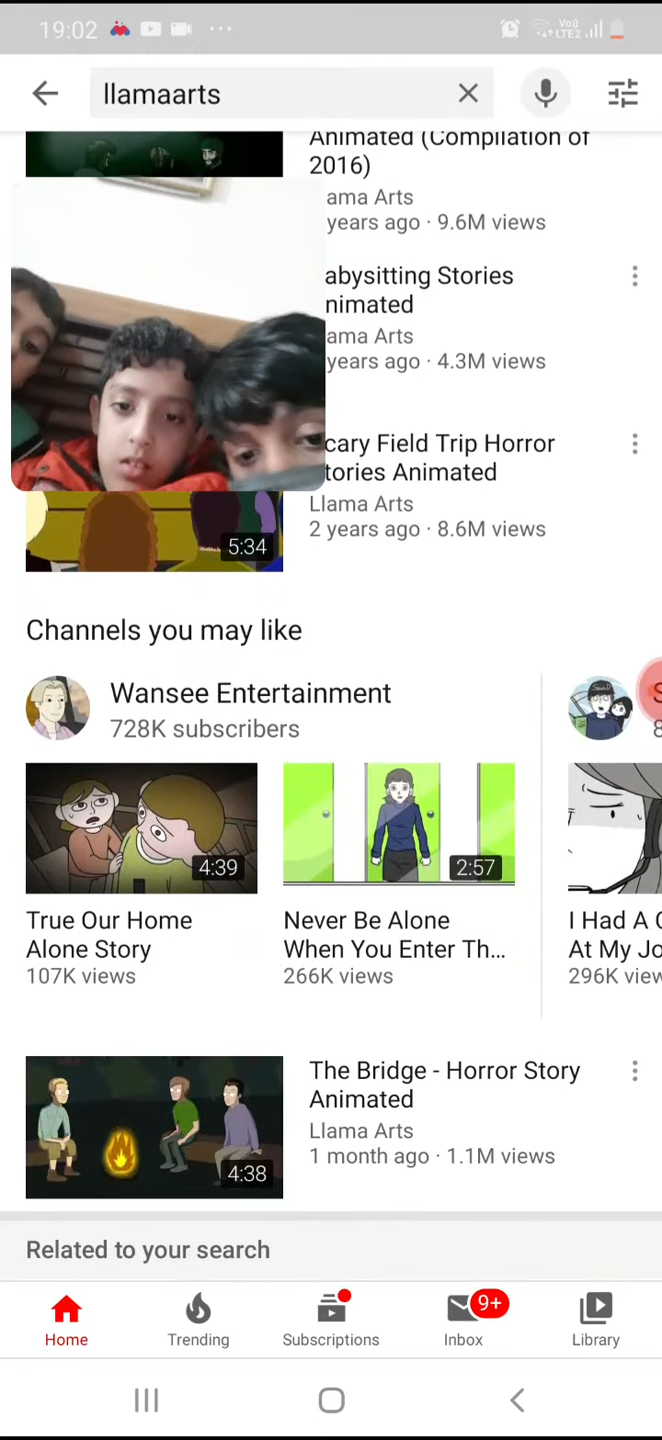 19:02
Voo) LTE2
llamaarts
Animated (Compilation of
2016)
ama Arts
years ago · 9.6M views
abysitting Stories
nimated
ama Arts
years ago · 4.3M views
cary Field Trip Horror
tories Animated
Llama Arts
2 years ago · 8.6M views
5:34
Channels you may like
Wansee Entertainment
728K subscribers
S
8
4:39
2:57
True Our Home
Alone Story
107K views
Never Be Alone
When You Enter Th...
266K views
I Had A
At My Jo
296K view
The Bridge - Horror Story
Animated
Llama Arts
1 month ago · 1.1M views
4:38
Related to your search
9+
Home
Trending
Subscriptions
Inbox
Library